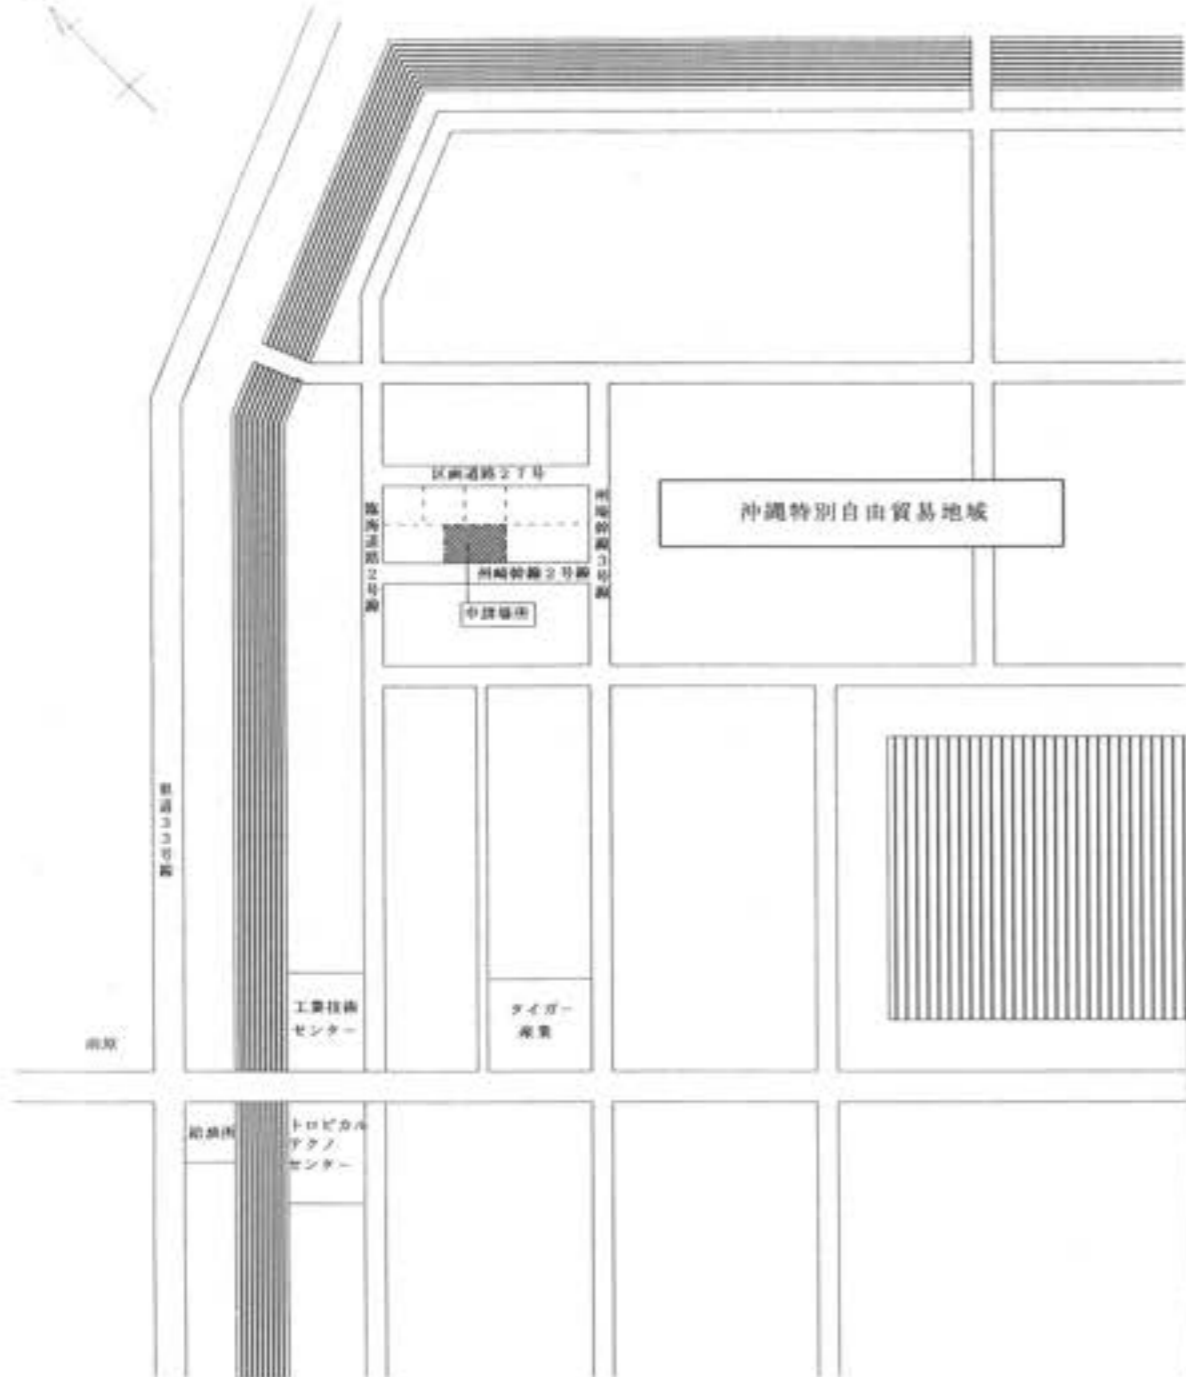 区画道路27号
臨海道路2号線
州崎幹線3号線
沖縄特別自由貿易地域
州崎幹線2号線
申請場所
県道33号線
工業技術
センター
タイガー
産業
前原
給油所
トロピカル
テクノ
センター